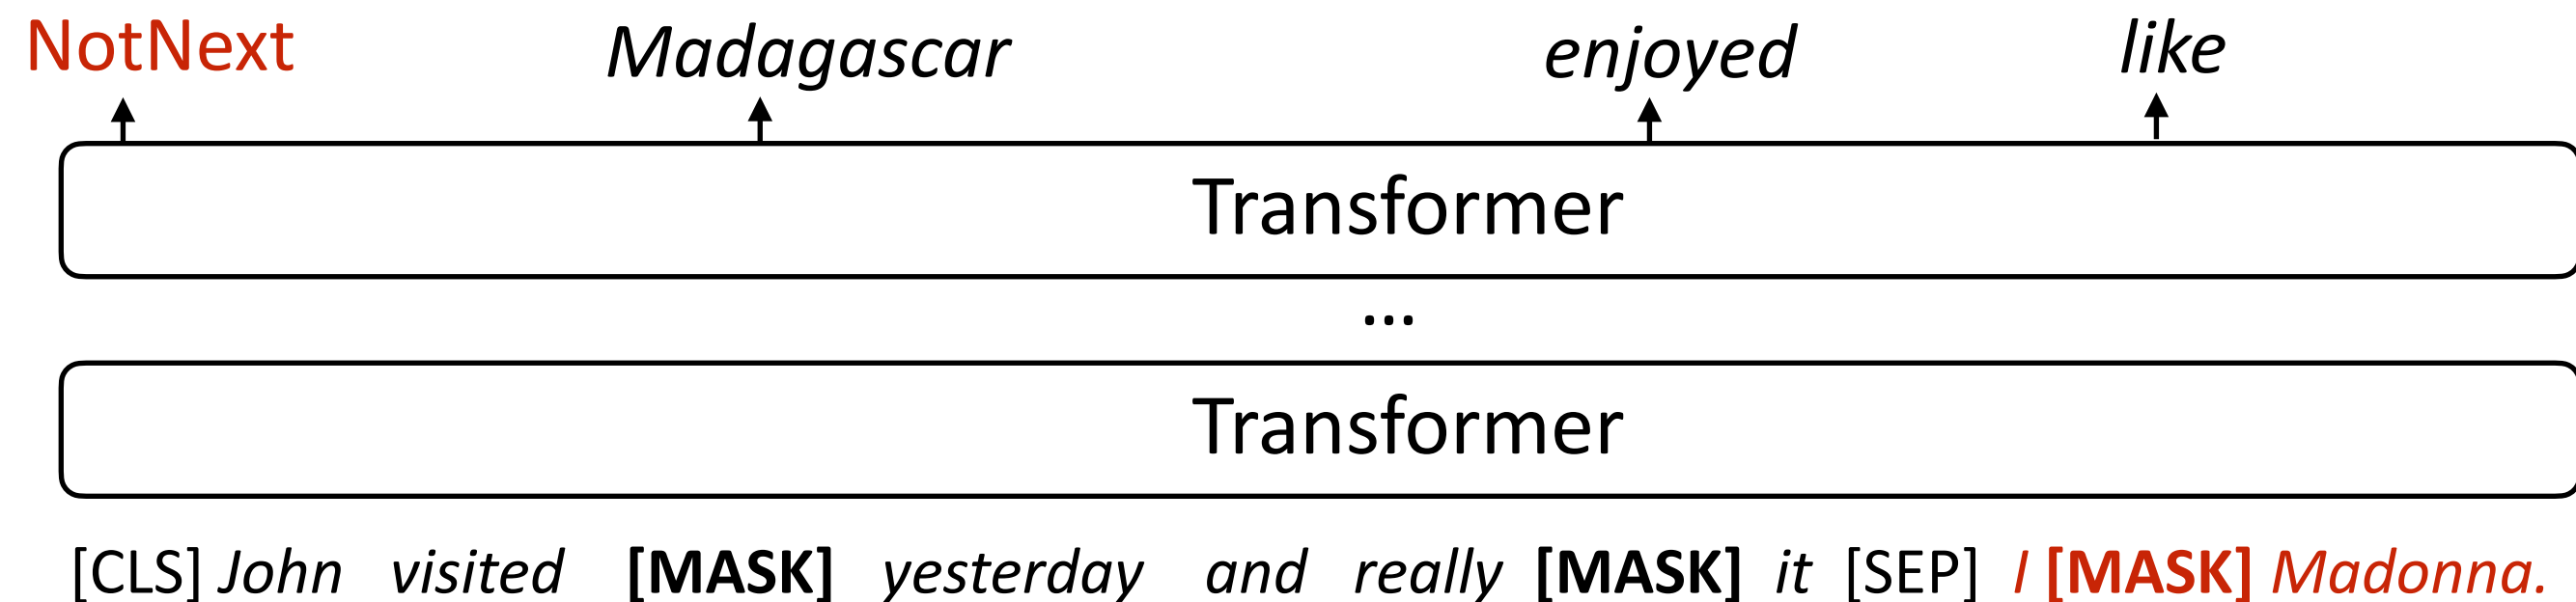 NotNext Madagascar enjoyed like
Transformer
...
Transformer
[CLS] John visited [MASK] yesterday and really [MASK] it [SEP] I [MASK] Madonna.